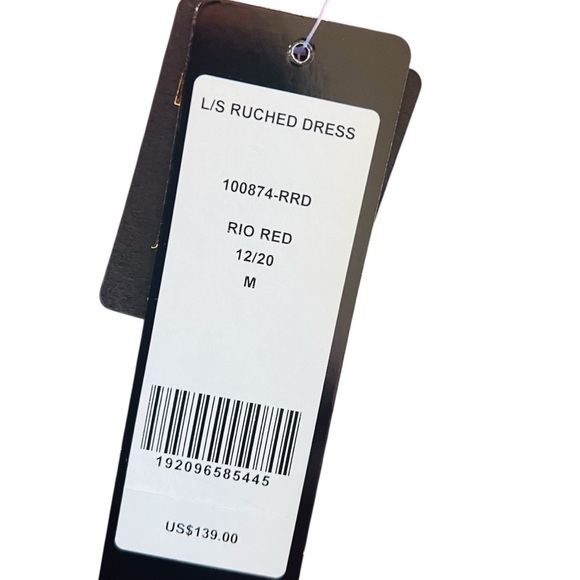 L/S RUCHED DRESS
100874-RRD
RIO RED
12/20
M
192096585445
US$139.00